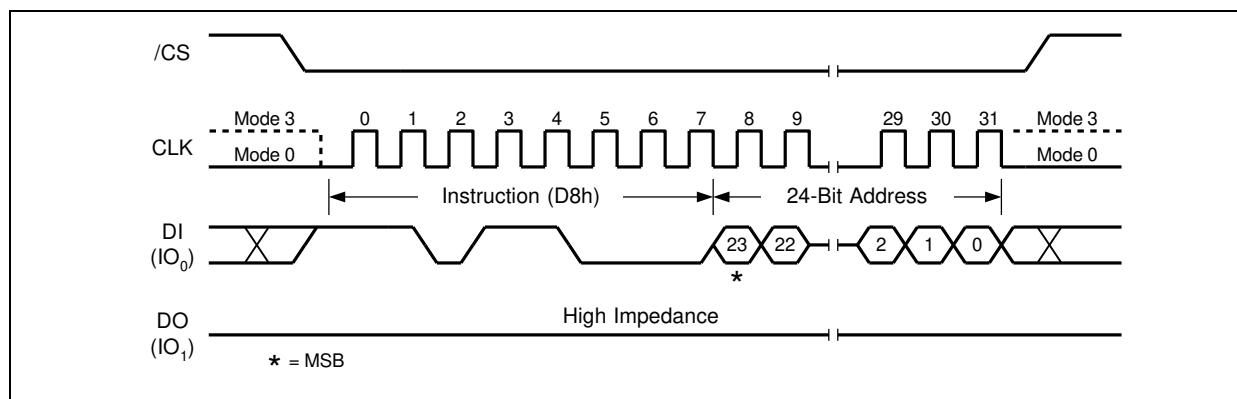 /CS
Mode 3 0 1 2 3 4 5 6 7 8 9 29 30 31 Mode 3
CLK
Mode 0 Mode 0
Instruction (D8h) 24-Bit Address
DI
(IO₀)
23 22 2 1 0
*
High Impedance
DO
(IO₁)
* = MSB